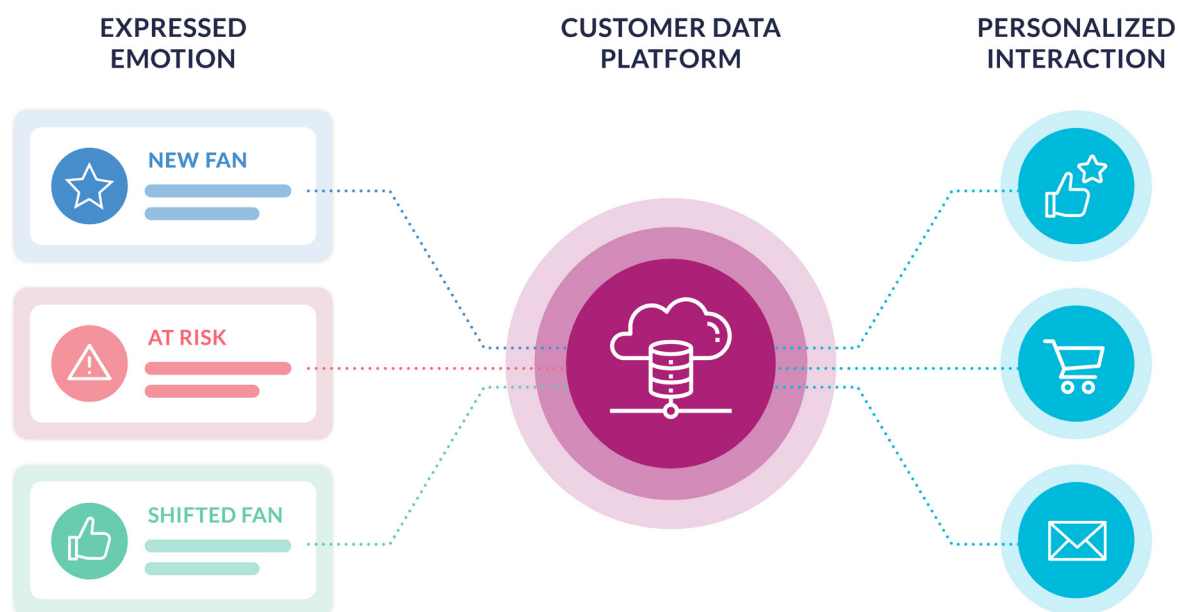 EXPRESSED
EMOTION
CUSTOMER DATA
PLATFORM
PERSONALIZED
INTERACTION
NEW FAN
AT RISK
SHIFTED FAN